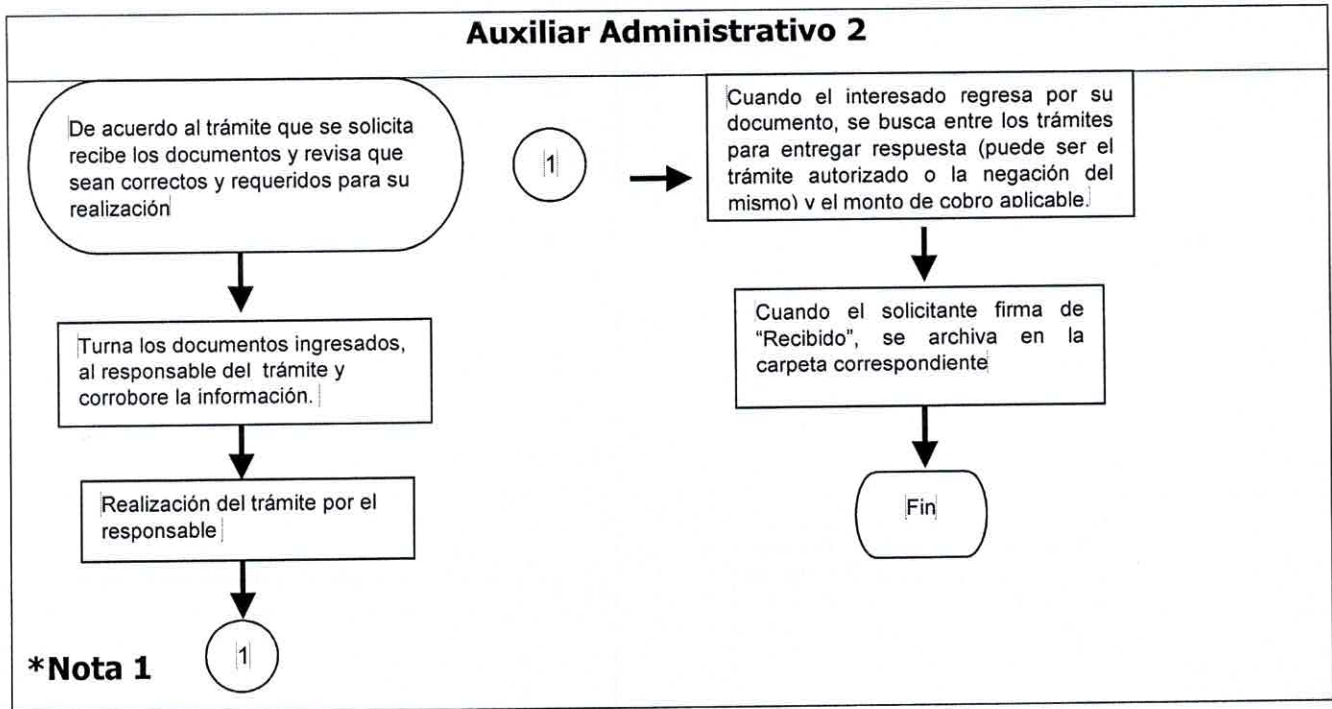 Auxiliar Administrativo 2
De acuerdo al trámite que se solicita
recibe los documentos y revisa que
sean correctos y requeridos para su
realización
Turna los documentos ingresados,
al responsable del trámite y
corrobore la información.
Realización del trámite por el
responsable
1
*Nota 1
1
Cuando el interesado regresa por su
documento, se busca entre los trámites
para entregar respuesta (puede ser el
trámite autorizado o la negación del
mismo) y el monto de cobro aplicable.
Cuando el solicitante firma de
“Recibido”, se archiva en la
carpeta correspondiente
Fin